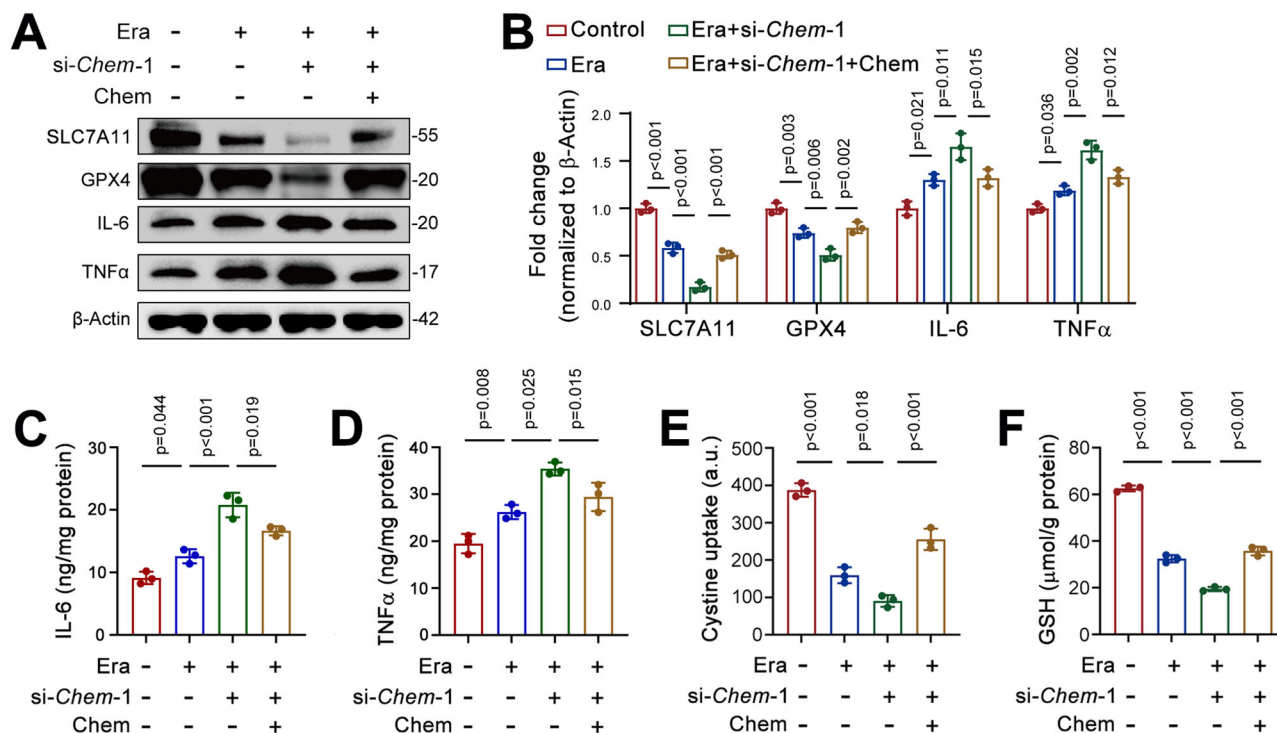 A
Era - + + +
si-Chem-1 - - + +
Chem - - - +
SLC7A11 -55
GPX4 -20
IL-6 -20
TNFα -17
β-Actin -42
B
Control Era+si-Chem-1
Era Era+si-Chem-1+Chem
Fold change
(normalized to β-Actin)
2.0
1.5
1.0
0.5
0.0
p<0.001
p<0.001
p<0.001
p=0.003
p=0.006
p=0.002
p=0.021
p=0.011
p=0.015
p=0.036
p=0.002
p=0.012
SLC7A11 GPX4 IL-6 TNFα
C
p=0.044
p<0.001
p=0.019
IL-6 (ng/mg protein)
30
20
10
0
Era - + + +
si-Chem-1 - - + +
Chem - - - +
D
p=0.008
p=0.025
p=0.015
TNFα (ng/mg protein)
40
30
20
10
0
Era - + + +
si-Chem-1 - - + +
Chem - - - +
E
p<0.001
p=0.018
p<0.001
Cystine uptake (a.u.)
500
400
300
200
100
0
Era - + + +
si-Chem-1 - - + +
Chem - - - +
F
p<0.001
p<0.001
p<0.001
GSH (μmol/g protein)
80
60
40
20
0
Era - + + +
si-Chem-1 - - + +
Chem - - - +